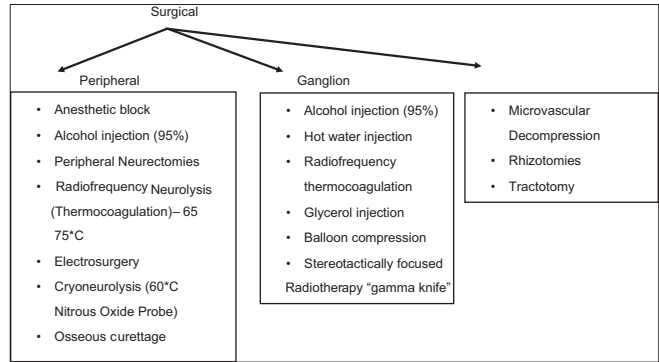 Surgical
Peripheral
• Anesthetic block
• Alcohol injection (95%)
• Peripheral Neurectomies
• Radiofrequency Neurolysis
(Thermocoagulation)– 65
75*C
• Electrosurgery
• Cryoneurolysis (60*C
Nitrous Oxide Probe)
• Osseous curettage
Ganglion
• Alcohol injection (95%)
• Hot water injection
• Radiofrequency
thermocoagulation
• Glycerol injection
• Balloon compression
• Stereotactically focused
Radiotherapy “gamma knife”
• Microvascular
Decompression
• Rhizotomies
• Tractotomy